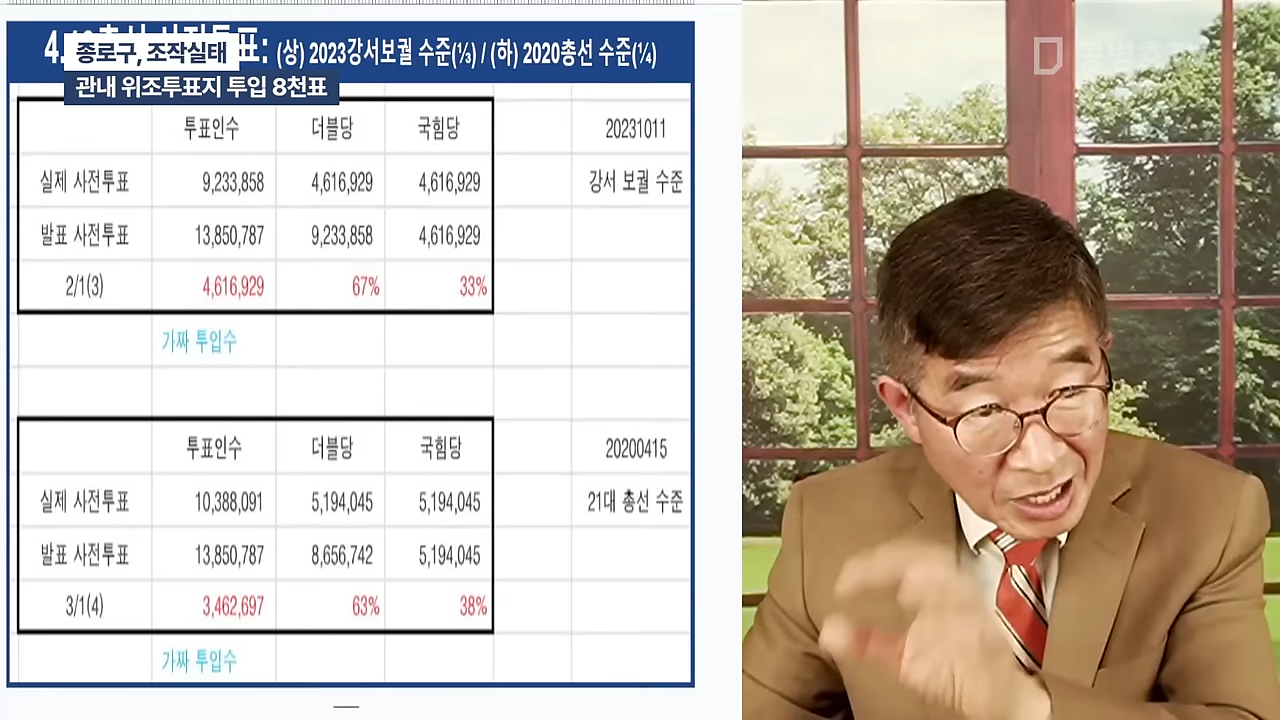 종로구, 조작실태
(상) 2023강서보궐 수준(⅓) / (하) 2020총선 수준(¼)
관내 위조투표지 투입 8천표
투표인수 더블당 국힘당 20231011
실제 사전투표 9,233,858 4,616,929 4,616,929 강서 보궐 수준
발표 사전투표 13,850,787 9,233,858 4,616,929
2/1(3) 4,616,929 67% 33%
가짜 투입수
투표인수 더블당 국힘당 20200415
실제 사전투표 10,388,091 5,194,045 5,194,045 21대 총선 수준
발표 사전투표 13,850,787 8,656,742 5,194,045
3/1(4) 3,462,697 63% 38%
가짜 투입수